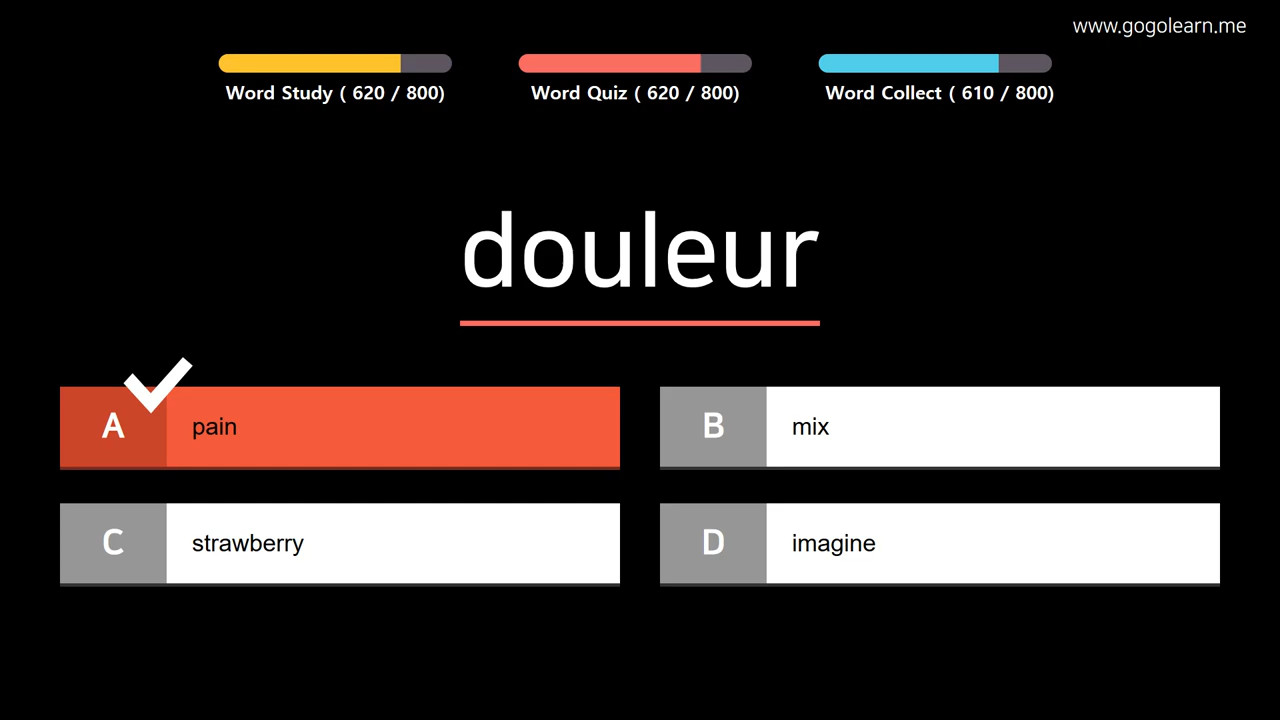 www.gogolearn.me
Word Study ( 620 / 800)
Word Quiz ( 620 / 800)
Word Collect ( 610 / 800)
douleur
A pain
B mix
C strawberry
D imagine